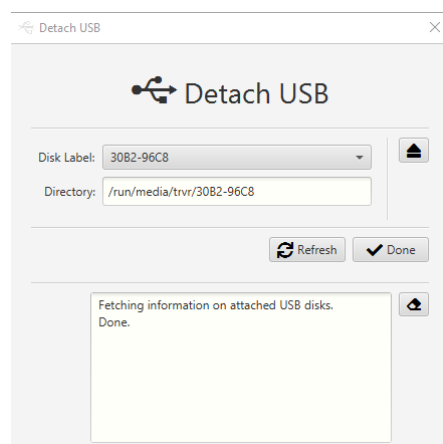 Detach USB
Detach USB
Disk Label: 30B2-96C8
Directory: /run/media/trvr/30B2-96C8
Refresh Done
Fetching information on attached USB disks.
Done.